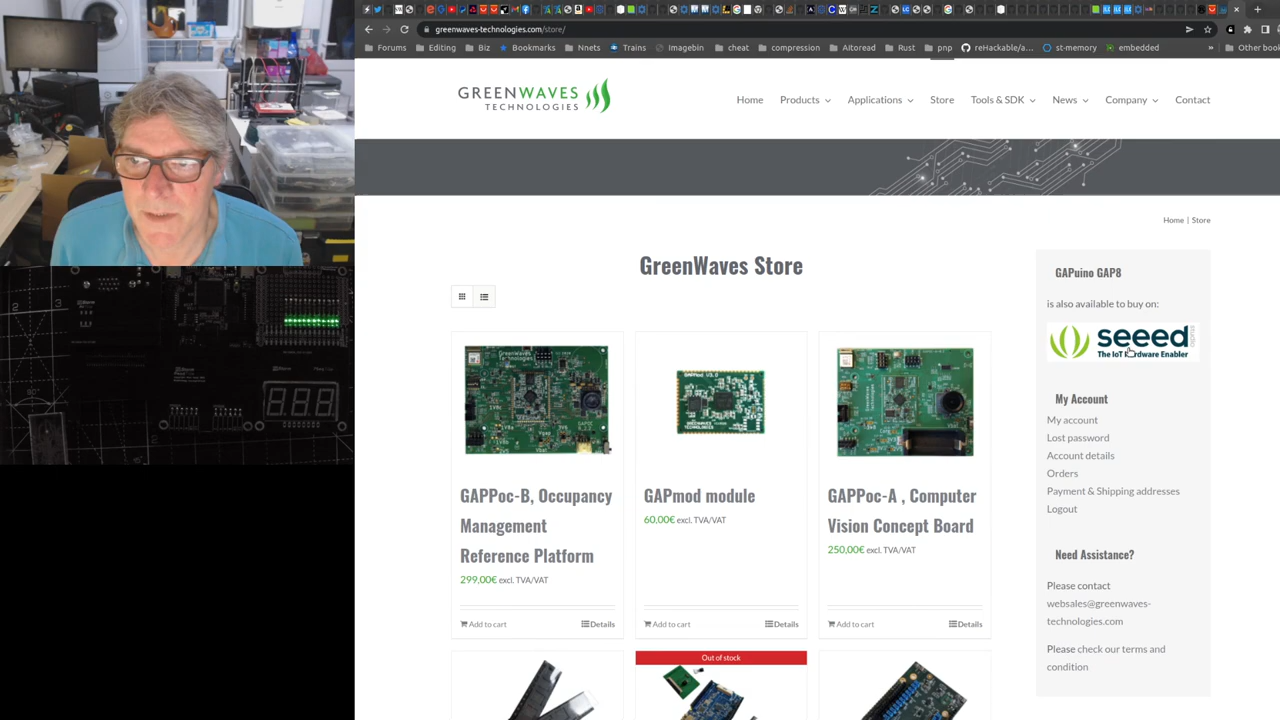 greenwaves-technologies.com/store/
Forums Editing Biz Bookmarks Nnets Trains Imagebin cheat compression AItoread Rust pnp reHackable/a... st-memory embedded » Other book
GREENWAVES
TECHNOLOGIES
Home Products Applications Store Tools & SDK News Company Contact
Home | Store
GreenWaves Store
GAPPoc-B, Occupancy
Management
Reference Platform
299,00€ excl. TVA/VAT
Add to cart Details
GAPmod module
60,00€ excl. TVA/VAT
Add to cart Details
GAPPoc-A , Computer
Vision Concept Board
250,00€ excl. TVA/VAT
Add to cart Details
Out of stock
GAPuino GAP8
is also available to buy on:
seeed
studio
The IoT Hardware Enabler
My Account
My account
Lost password
Account details
Orders
Payment & Shipping addresses
Logout
Need Assistance?
Please contact
websales@greenwaves-
technologies.com
Please check our terms and
condition